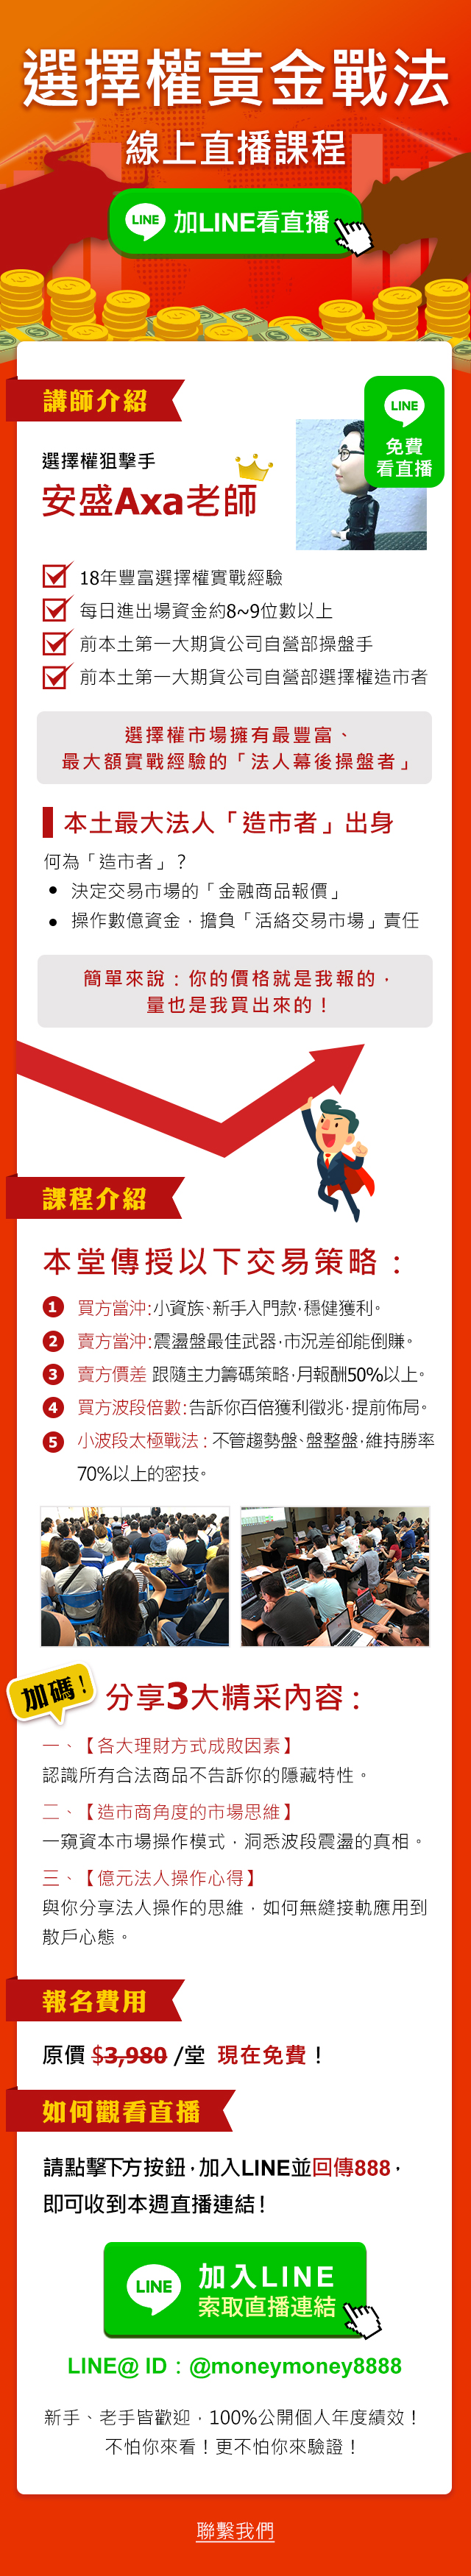 選擇權黃金戰法
線上直播課程
LINE 加LINE看直播
講師介紹
LINE
免費
看直播
選擇權狙擊手
安盛Axa老師
18年豐富選擇權實戰經驗
每日進出場資金約8~9位數以上
前本土第一大期貨公司自營部操盤手
前本土第一大期貨公司自營部選擇權造市者
選擇權市場擁有最豐富、
最大額實戰經驗的「法人幕後操盤者」
本土最大法人「造市者」出身
何為「造市者」？
• 決定交易市場的「金融商品報價」
• 操作數億資金，擔負「活絡交易市場」責任
簡單來說：你的價格就是我報的，
量也是我買出來的！
課程介紹
本堂傳授以下交易策略：
1 買方當沖:小資族、新手入門款，穩健獲利。
2 賣方當沖:震盪盤最佳武器，市況差卻能倒賺。
3 賣方價差 跟隨主力籌碼策略，月報酬50%以上。
4 買方波段倍數:告訴你百倍獲利徵兆，提前佈局。
5 小波段太極戰法：不管趨勢盤、盤整盤，維持勝率
70%以上的密技。
加碼！
分享3大精采內容：
一、【各大理財方式成敗因素】
認識所有合法商品不告訴你的隱藏特性。
二、【造市商角度的市場思維】
一窺資本市場操作模式，洞悉波段震盪的真相。
三、【億元法人操作心得】
與你分享法人操作的思維，如何無縫接軌應用到
散戶心態。
報名費用
原價 $3,980 /堂 現在免費！
如何觀看直播
請點擊下方按鈕，加入LINE並回傳888，
即可收到本週直播連結！
LINE
加入LINE
索取直播連結
LINE@ ID：@moneymoney8888
新手、老手皆歡迎，100%公開個人年度績效！
不怕你來看！更不怕你來驗證！
聯繫我們